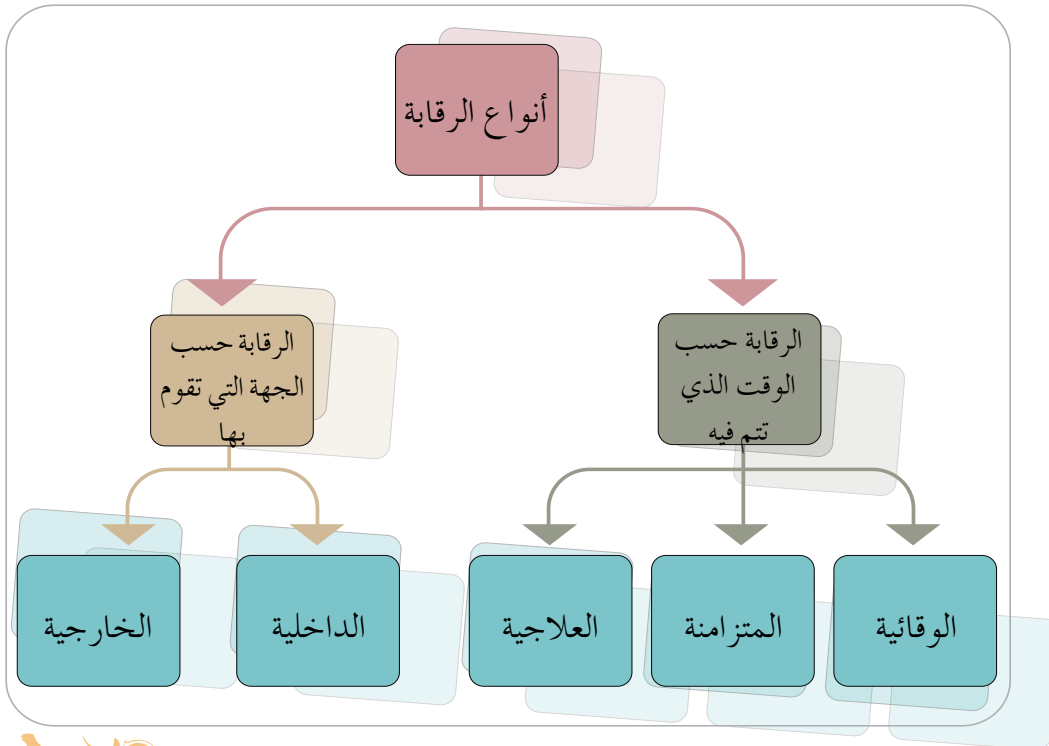 أنواع الرقابة
الرقابة حسب
الوقت الذي
تتم فيه
الرقابة حسب
الجهة التي تقوم
بها
الوقائية
المتزامنة
العلاجية
الداخلية
الخارجية